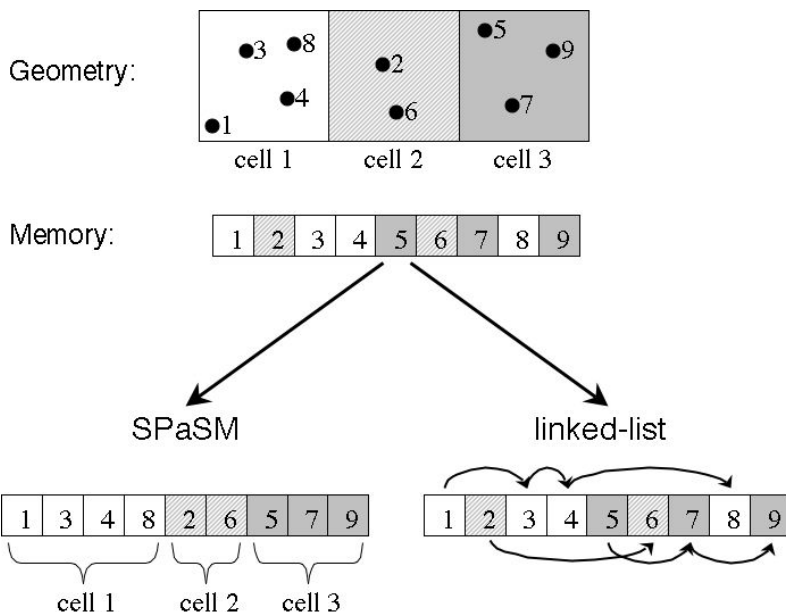 Geometry:
3 8 2 5 9
1 4 6 7
cell 1 cell 2 cell 3
Memory:
1 2 3 4 5 6 7 8 9
SPaSM
linked-list
1 3 4 8 2 6 5 7 9
cell 1 cell 2 cell 3
1 2 3 4 5 6 7 8 9